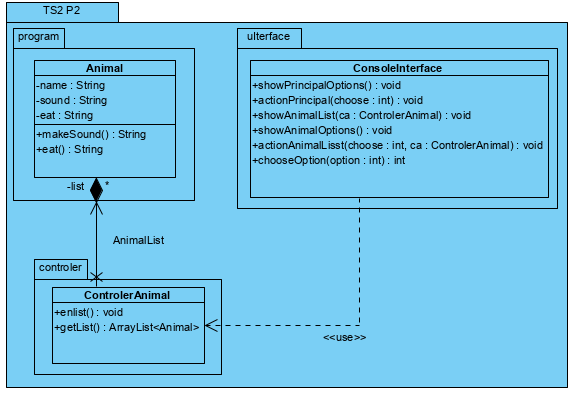 TS2 P2
program
Animal
-name : String
-sound : String
-eat : String
+makeSound() : String
+eat() : String
-list
*
AnimalList
controler
ControlerAnimal
+enlist() : void
+getList() : ArrayList<Animal>
ulterface
ConsoleInterface
+showPrincipalOptions() : void
+actionPrincipal(choose : int) : void
+showAnimalList(ca : ControlerAnimal) : void
+showAnimalOptions() : void
+actionAnimalLisst(choose : int, ca : ControlerAnimal) : void
+chooseOption(option : int) : int
<<use>>